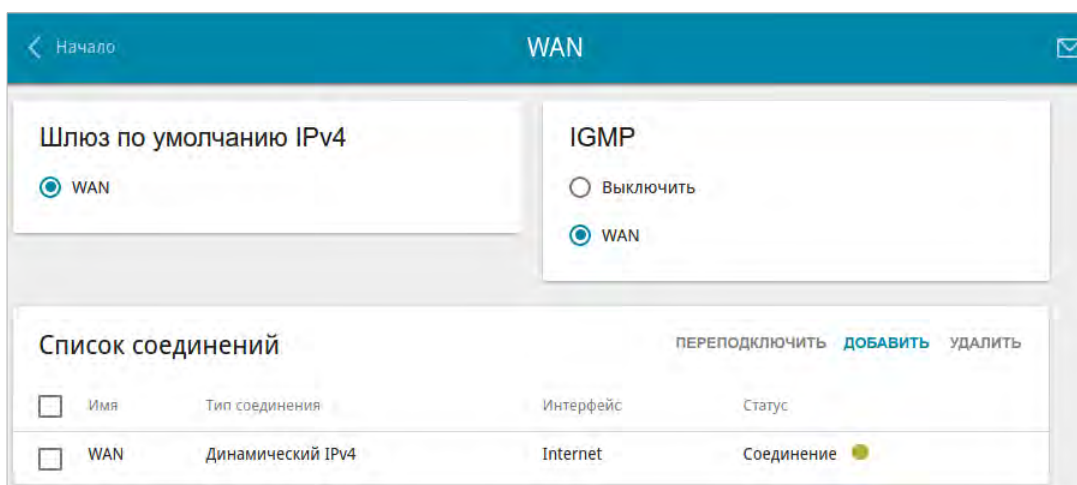 Начало
WAN
Шлюз по умолчанию IPv4
WAN
IGMP
Выключить
WAN
Список соединений
ПЕРЕПОДКЛЮЧИТЬ ДОБАВИТЬ УДАЛИТЬ
Имя Тип соединения Интерфейс Статус
WAN Динамический IPv4 Internet Соединение